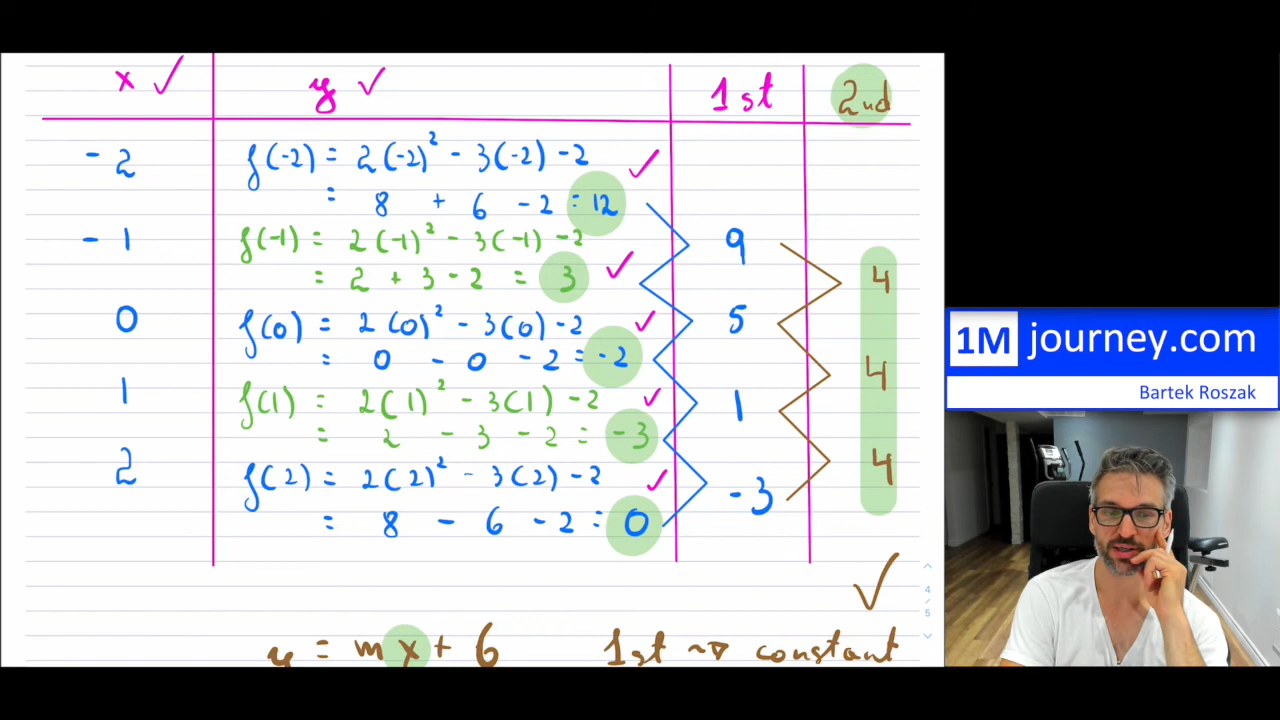 x ✓ y ✓ 1st 2nd
-2 f(-2) = 2(-2)² - 3(-2) - 2 ✓
= 8 + 6 - 2 = 12
-1 f(-1) = 2(-1)² - 3(-1) - 2 9
= 2 + 3 - 2 = 3 ✓ 4
0 f(0) = 2(0)² - 3(0) - 2 ✓ 5
= 0 - 0 - 2 = -2 4
1 f(1) = 2(1)² - 3(1) - 2 ✓ 1
= 2 - 3 - 2 = -3
2 f(2) = 2(2)² - 3(2) - 2 ✓ 4
= 8 - 6 - 2 = 0 -3
✓
y = mx + 6 1st ~▷ constant
4
/
5
1M journey.com
Bartek Roszak